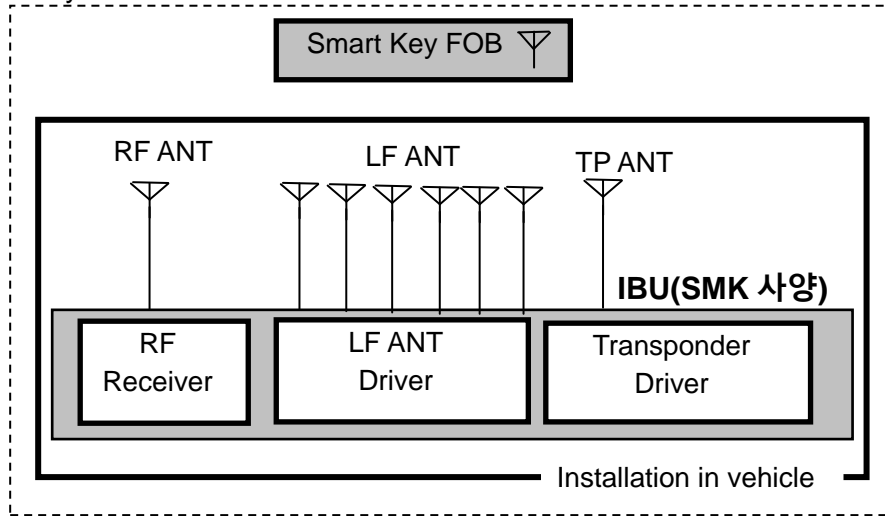 Smart Key FOB
RF ANT
LF ANT
TP ANT
IBU(SMK 사양)
RF
Receiver
LF ANT
Driver
Transponder
Driver
Installation in vehicle